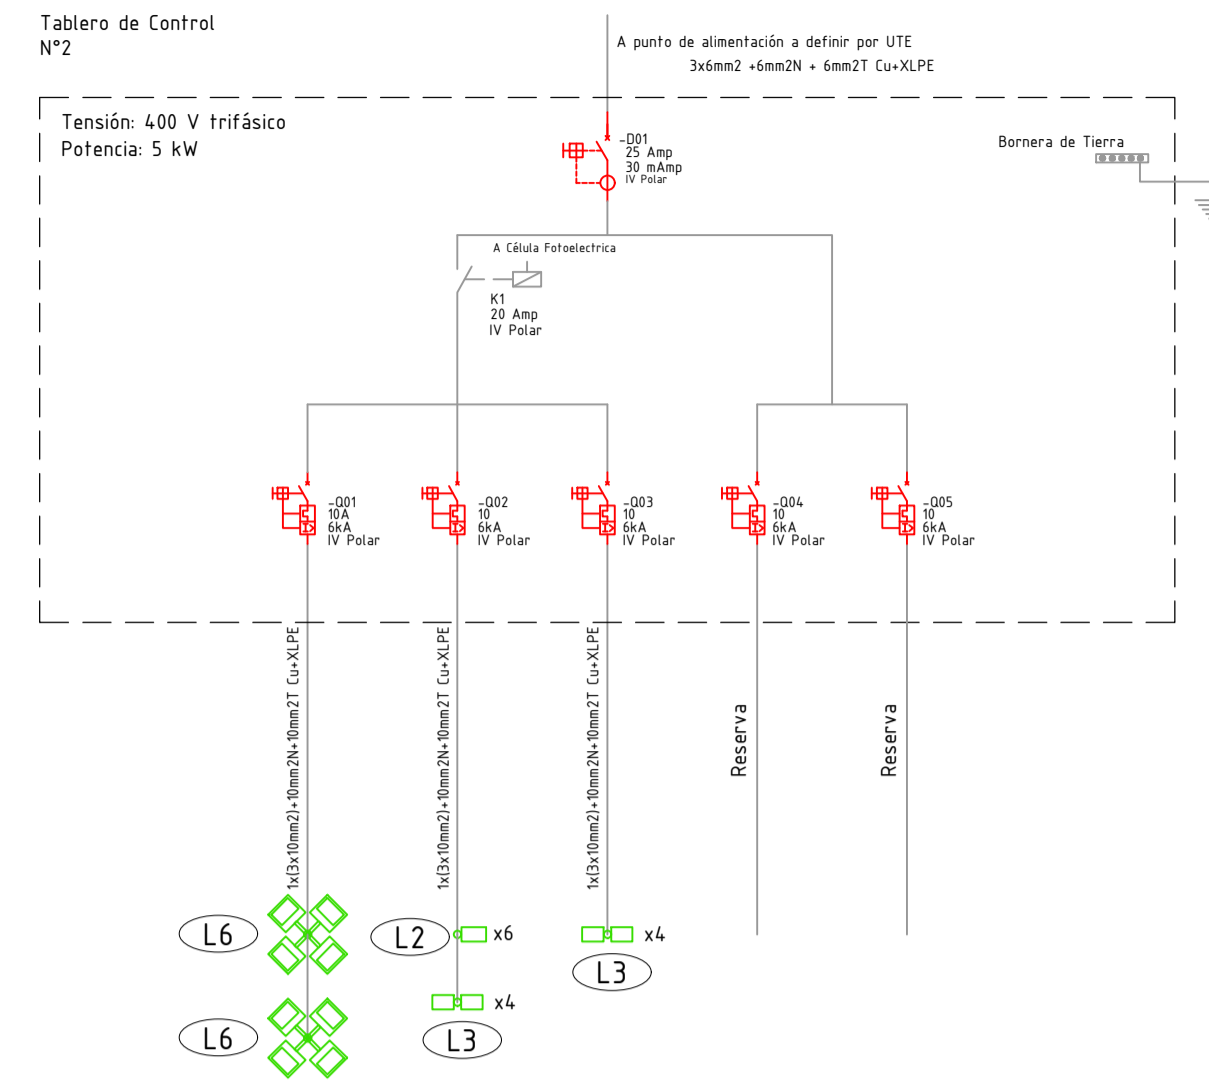 Tablero de Control
N°2
A punto de alimentación a definir por UTE
3x6mm2 +6mm2N + 6mm2T Cu+XLPE
Tensión: 400 V trifásico
Potencia: 5 kW
-D01
25 Amp
30 mAmp
IV Polar
Bornera de Tierra
A Célula Fotoelectrica
K1
20 Amp
IV Polar
-Q01
10A
6kA
IV Polar
-Q02
10
6kA
IV Polar
-Q03
10
6kA
IV Polar
-Q04
10
6kA
IV Polar
-Q05
10
6kA
IV Polar
1x(3x10mm2)+10mm2N+10mm2T Cu+XLPE
1x(3x10mm2)+10mm2N+10mm2T Cu+XLPE
1x(3x10mm2)+10mm2N+10mm2T Cu+XLPE
Reserva
Reserva
L6
L2
x6
x4
L3
L6
x4
L3